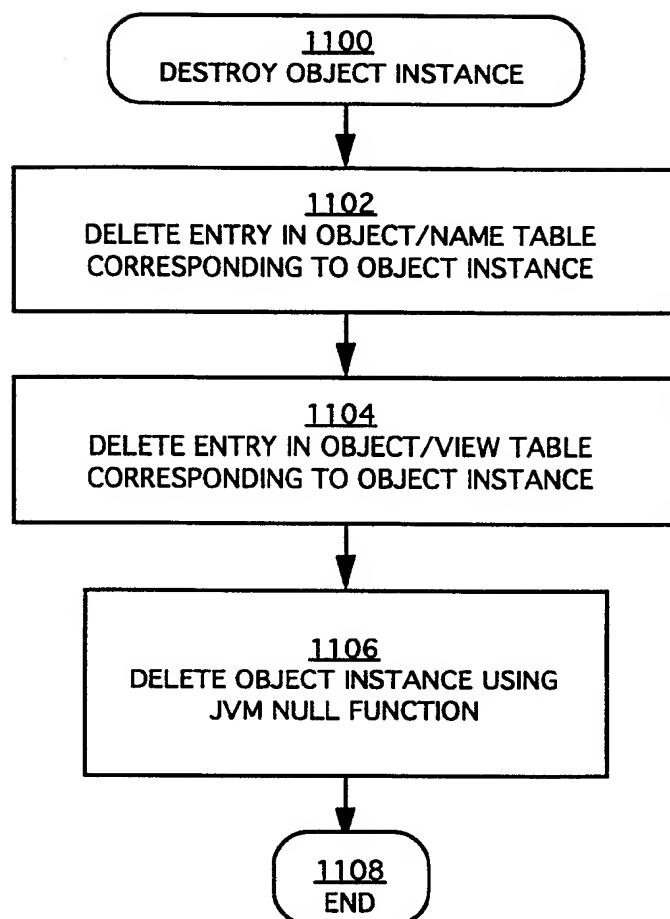 1100
DESTROY OBJECT INSTANCE
1102
DELETE ENTRY IN OBJECT/NAME TABLE
CORRESPONDING TO OBJECT INSTANCE
1104
DELETE ENTRY IN OBJECT/VIEW TABLE
CORRESPONDING TO OBJECT INSTANCE
1106
DELETE OBJECT INSTANCE USING
JVM NULL FUNCTION
1108
END